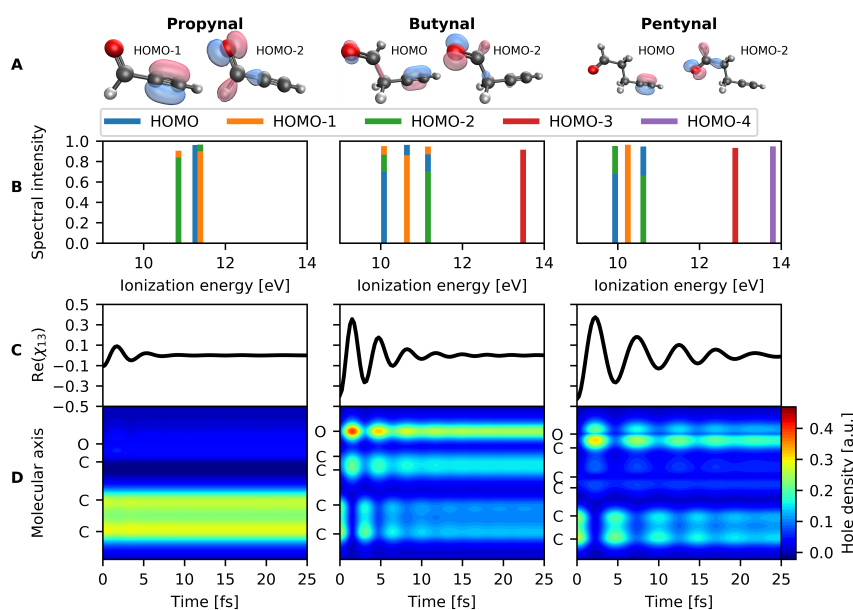 Propynal Butynal Pentynal
A HOMO-1 HOMO-2 HOMO HOMO-2 HOMO HOMO-2
HOMO HOMO-1 HOMO-2 HOMO-3 HOMO-4
B
Spectral intensity
1.0
0.8
0.6
0.4
0.2
0.0
10 12 14 10 12 14 10 12 14
Ionization energy [eV] Ionization energy [eV] Ionization energy [eV]
C
Re(χ₁₃)
0.5
0.3
0.1
−0.1
−0.3
−0.5
D
Molecular axis
O
C
C
C
O
C
C
C
C
O
C
C
C
C
C
0 5 10 15 20 25 0 5 10 15 20 25 0 5 10 15 20 25
Time [fs] Time [fs] Time [fs]
0.4
0.3
0.2
0.1
0.0
Hole density [a.u.]